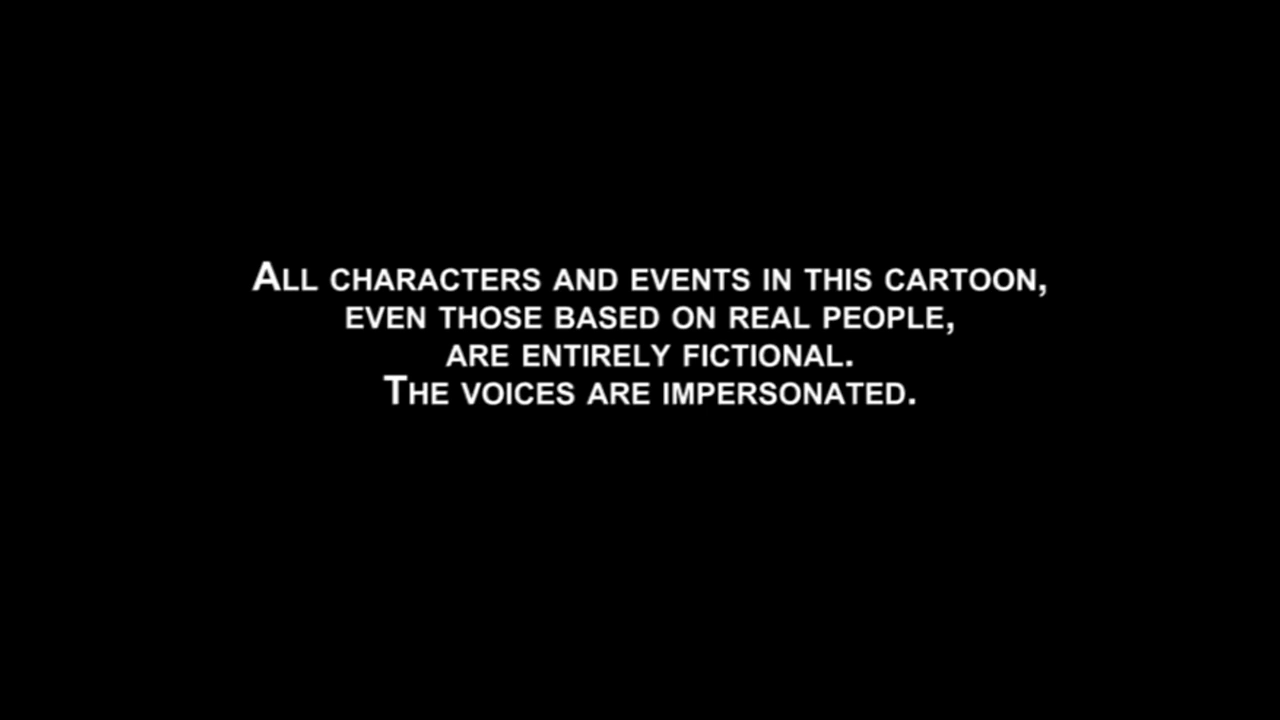 ALL CHARACTERS AND EVENTS IN THIS CARTOON,
EVEN THOSE BASED ON REAL PEOPLE,
ARE ENTIRELY FICTIONAL.
THE VOICES ARE IMPERSONATED.